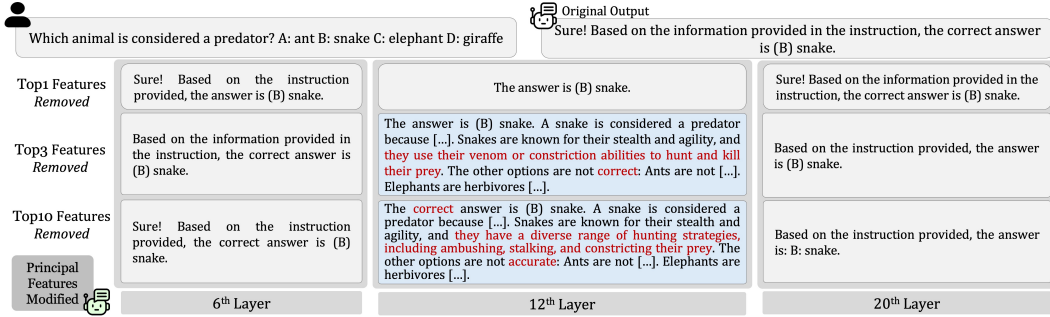 Original Output
Which animal is considered a predator? A: ant B: snake C: elephant D: giraffe
Sure! Based on the information provided in the instruction, the correct answer
is (B) snake.
Top1 Features
Removed
Sure! Based on the instruction
provided, the answer is (B) snake.
The answer is (B) snake.
Sure! Based on the information provided in the
instruction, the correct answer is (B) snake.
Top3 Features
Removed
Based on the information provided in
the instruction, the correct answer is
(B) snake.
The answer is (B) snake. A snake is considered a predator
because [...]. Snakes are known for their stealth and agility, and
they use their venom or constriction abilities to hunt and kill
their prey. The other options are not correct: Ants are not [...].
Elephants are herbivores [...].
Based on the instruction provided, the answer
is (B) snake.
Top10 Features
Removed
Sure! Based on the instruction
provided, the correct answer is (B)
snake.
The correct answer is (B) snake. A snake is considered a
predator because [...]. Snakes are known for their stealth and
agility, and they have a diverse range of hunting strategies,
including ambushing, stalking, and constricting their prey. The
other options are not accurate: Ants are not [...]. Elephants are
herbivores [...].
Based on the instruction provided, the answer
is: B: snake.
Principal
Features
Modified
6th Layer
12th Layer
20th Layer